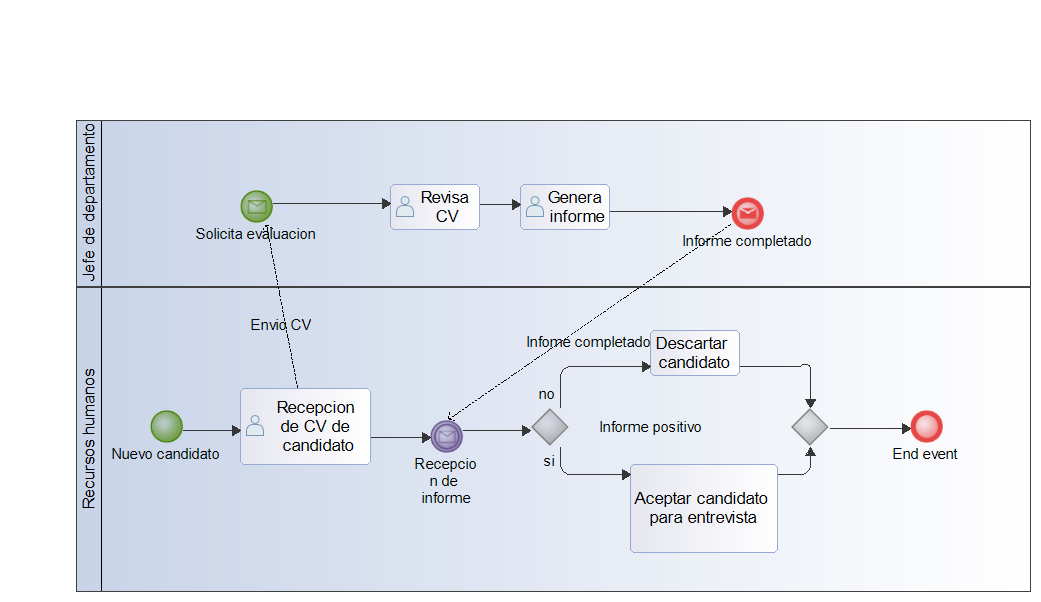 Jefe de departamento
Solicita evaluacion
Revisa
CV
Genera
informe
Informe completado
Recursos humanos
Envio CV
Nuevo candidato
Recepcion
de CV de
candidato
Recepcio
n de
informe
Infome completado
no
si
Informe positivo
Descartar
candidato
Aceptar candidato
para entrevista
End event